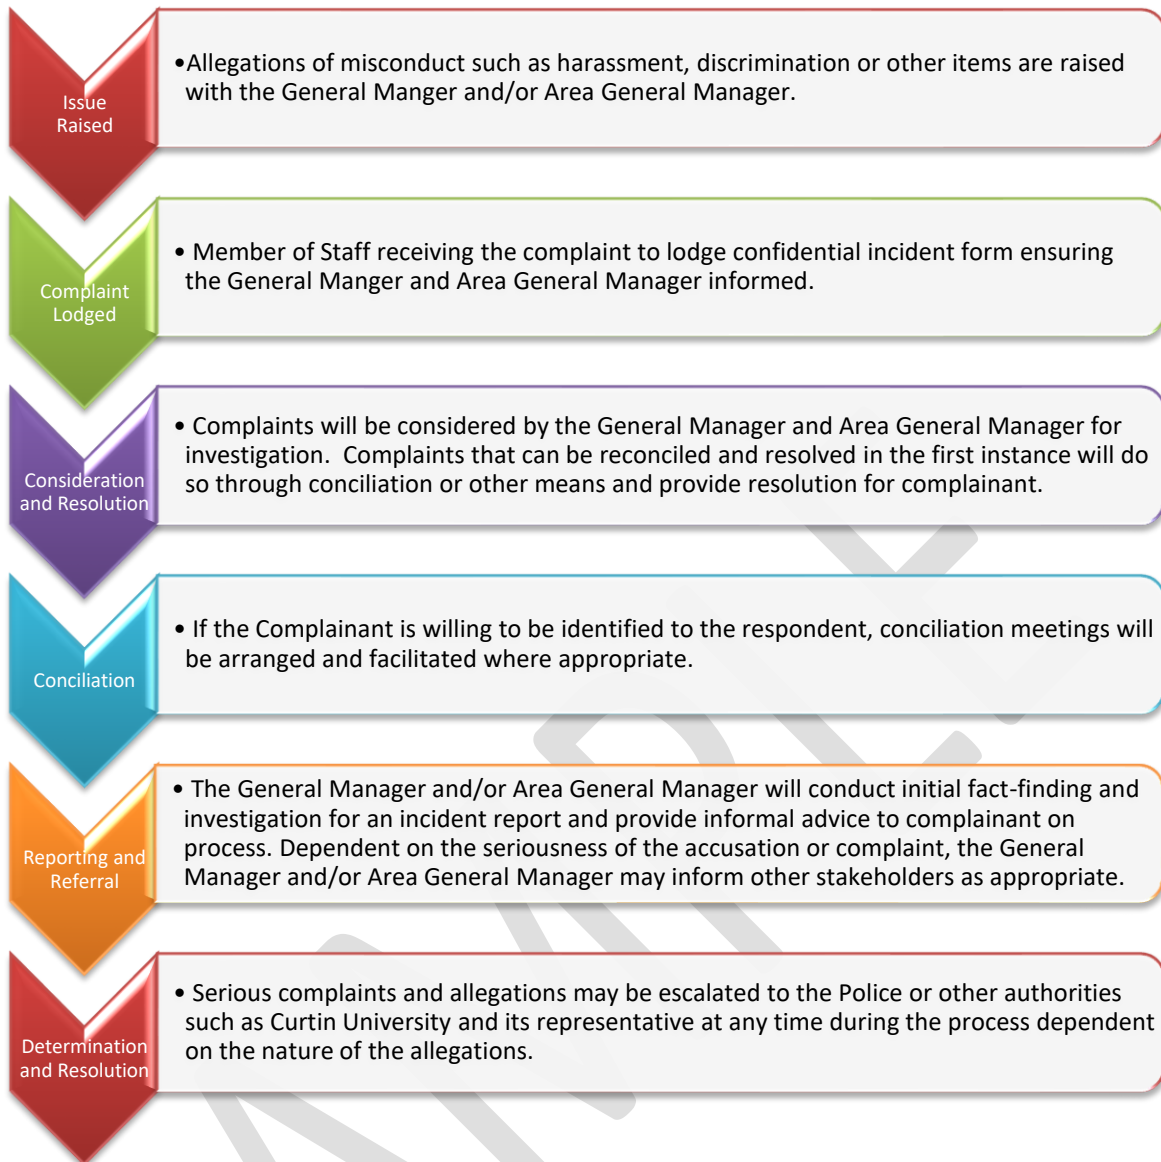 Issue
Raised
•Allegations of misconduct such as harassment, discrimination or other items are raised
with the General Manger and/or Area General Manager.
Complaint
Lodged
• Member of Staff receiving the complaint to lodge confidential incident form ensuring
the General Manger and Area General Manager informed.
Consideration
and Resolution
• Complaints will be considered by the General Manager and Area General Manager for
investigation.  Complaints that can be reconciled and resolved in the first instance will do
so through conciliation or other means and provide resolution for complainant.
Conciliation
• If the Complainant is willing to be identified to the respondent, conciliation meetings will
be arranged and facilitated where appropriate.
Reporting and
Referral
• The General Manager and/or Area General Manager will conduct initial fact-finding and
investigation for an incident report and provide informal advice to complainant on
process. Dependent on the seriousness of the accusation or complaint, the General
Manager and/or Area General Manager may inform other stakeholders as appropriate.
Determination
and Resolution
• Serious complaints and allegations may be escalated to the Police or other authorities
such as Curtin University and its representative at any time during the process dependent
on the nature of the allegations.
AMPLE